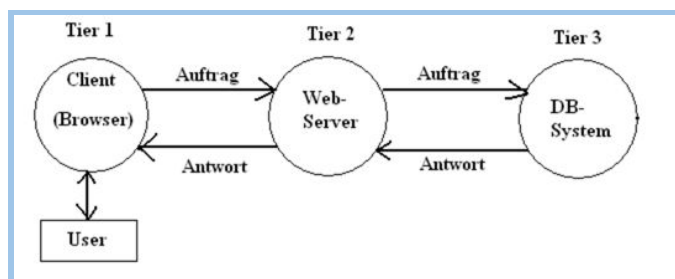 Tier 1
Tier 2
Tier 3
Client
(Browser)
Auftrag
Web-
Server
Auftrag
DB-
System
Antwort
Antwort
User